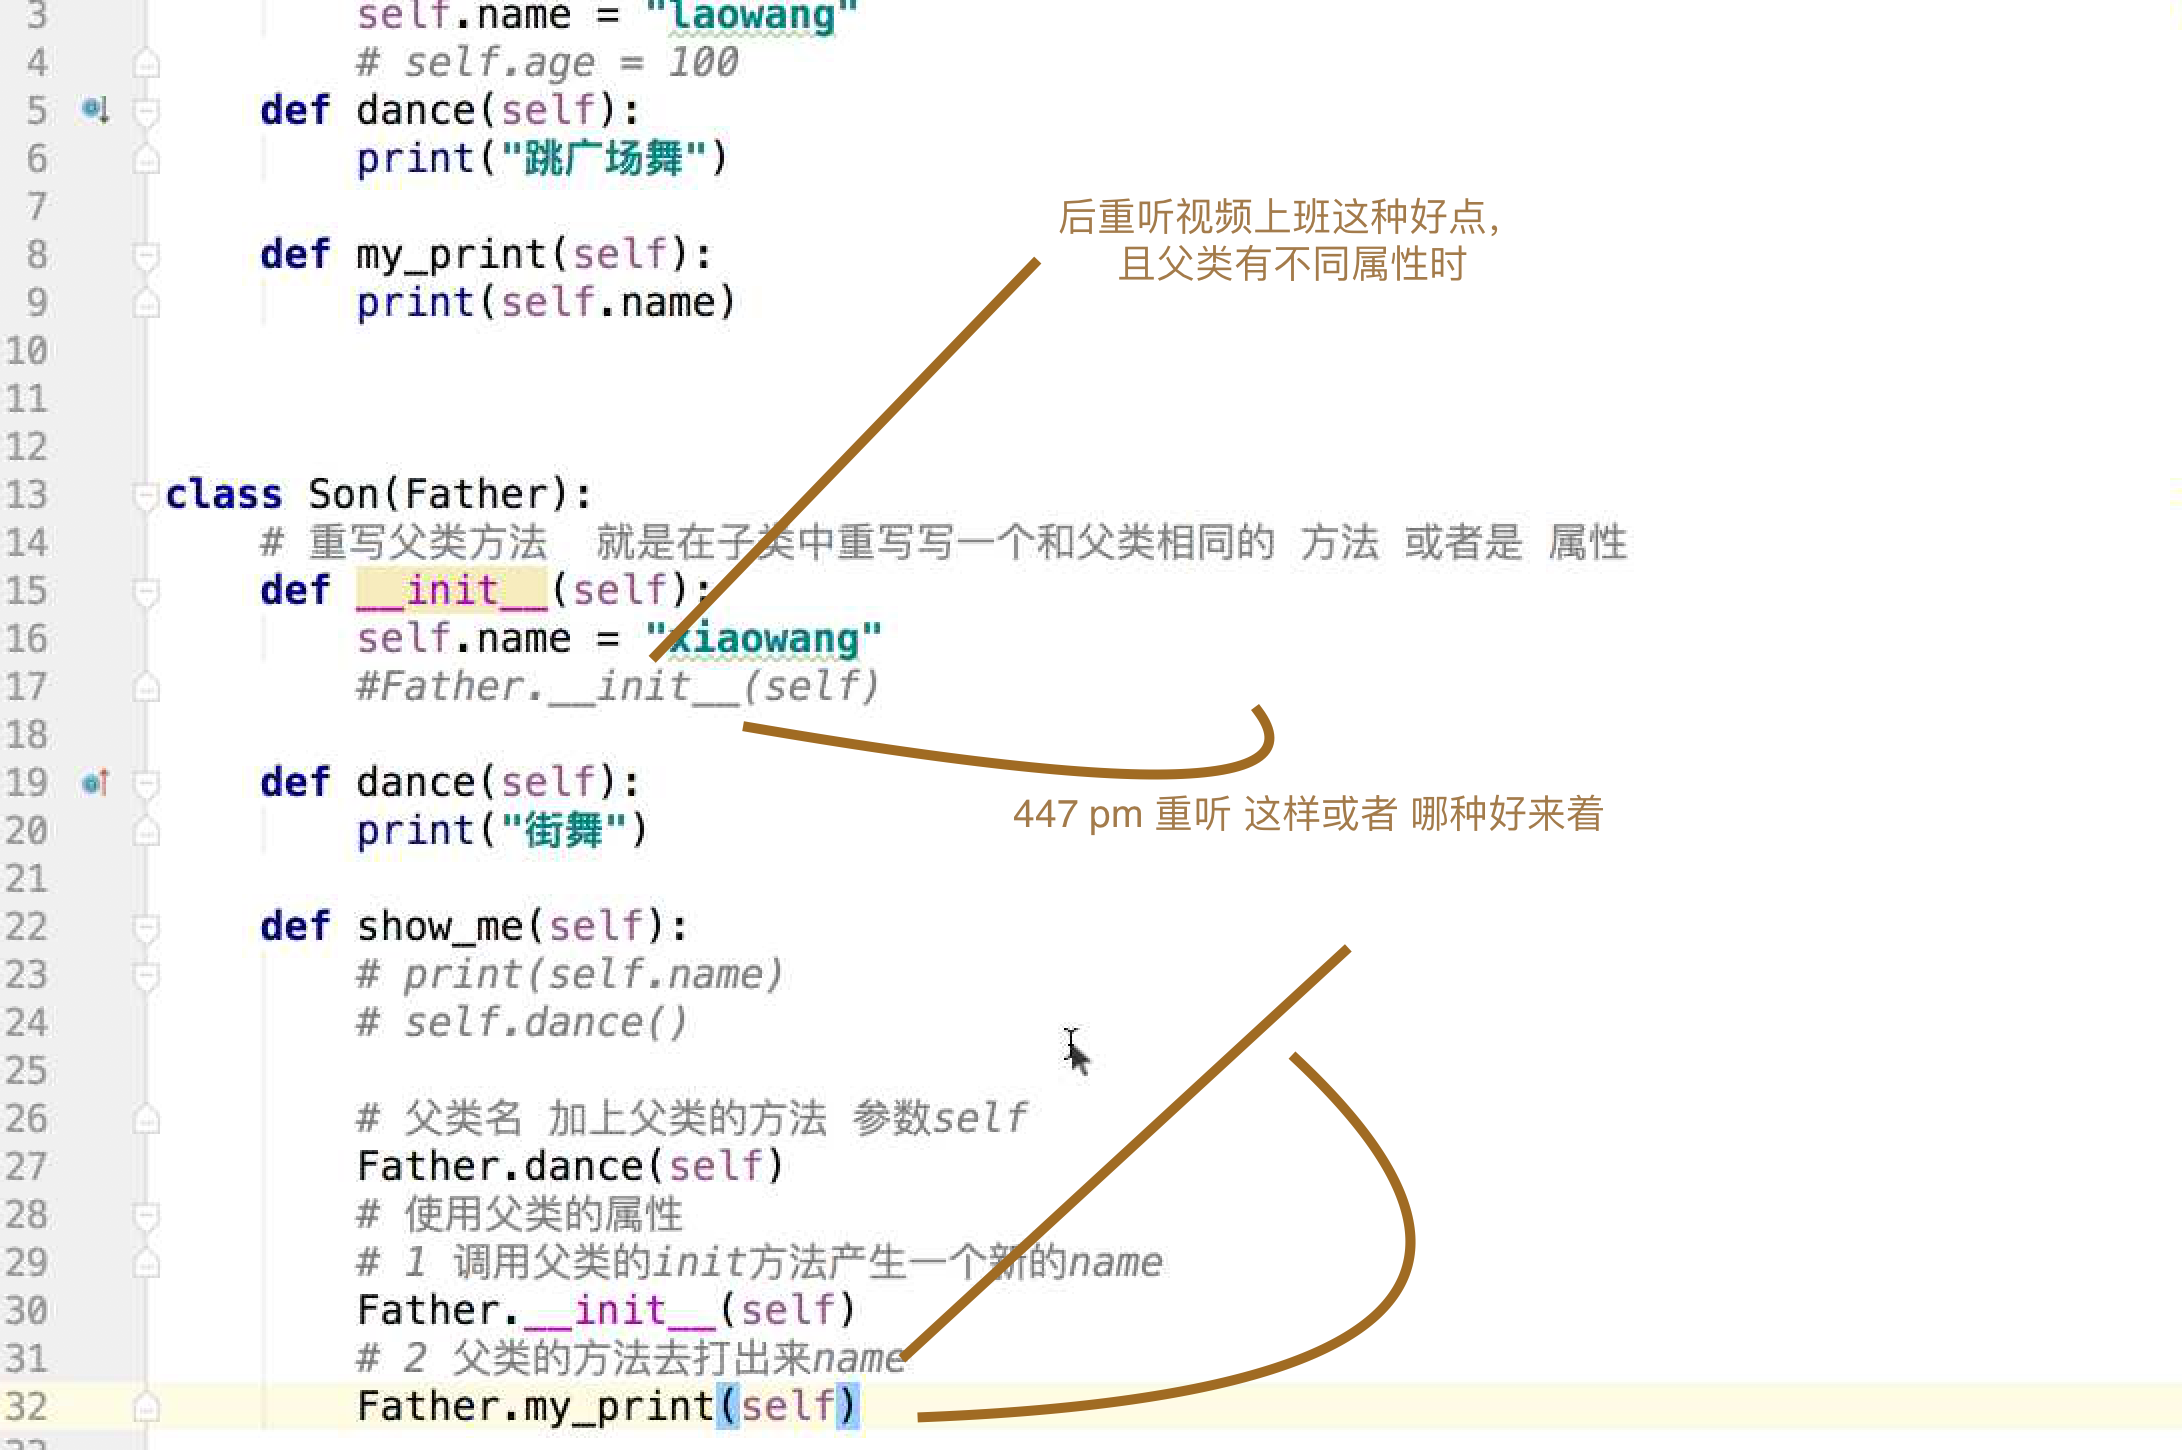 3 self.name = "laowang"
4 # self.age = 100
5 def dance(self):
6 print("跳广场舞")
7
8 def my_print(self):
9 print(self.name)
10
11
12
13 class Son(Father):
14 # 重写父类方法 就是在子类中重写写一个和父类相同的 方法 或者是 属性
15 def __init__(self):
16 self.name = "xiaowang"
17 #Father.__init__(self)
18
19 def dance(self):
20 print("街舞")
21
22 def show_me(self):
23 # print(self.name)
24 # self.dance()
25
26 # 父类名 加上父类的方法 参数self
27 Father.dance(self)
28 # 使用父类的属性
29 # 1 调用父类的init方法产生一个新的name
30 Father.__init__(self)
31 # 2 父类的方法去打出来name
32 Father.my_print(self)
后重听视频上班这种好点,
且父类有不同属性时
447 pm 重听 这样或者 哪种好来着